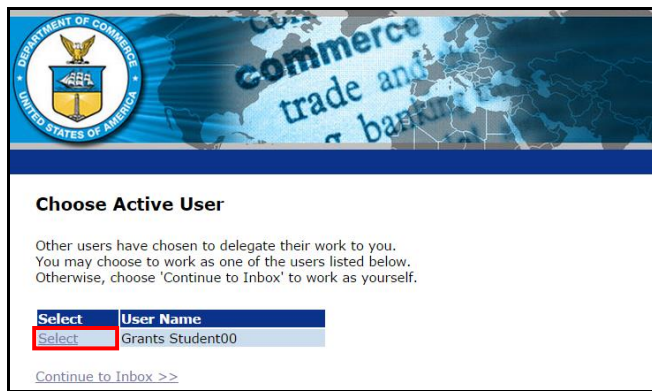 DEPARTMENT OF COMMERCE
UNITED STATES OF AMERICA
commerce
trade and
Choose Active User
Other users have chosen to delegate their work to you.
You may choose to work as one of the users listed below.
Otherwise, choose 'Continue to Inbox' to work as yourself.
Select User Name
Select Grants Student00
Continue to Inbox >>